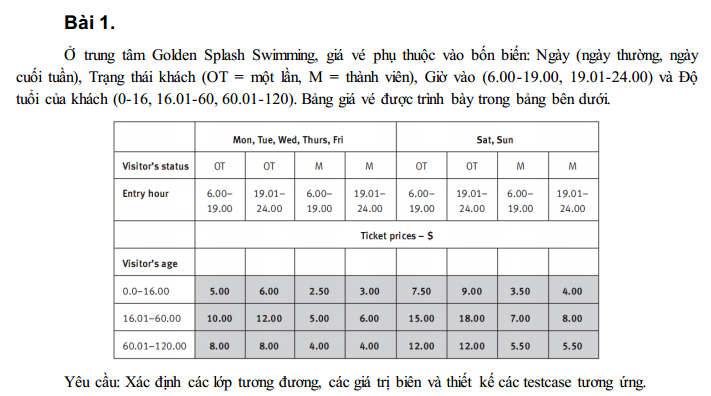 Bài 1.
Ở trung tâm Golden Splash Swimming, giá vé phụ thuộc vào bốn biến: Ngày (ngày thường, ngày
cuối tuần), Trạng thái khách (OT = một lần, M = thành viên), Giờ vào (6.00-19.00, 19.01-24.00) và Độ
tuổi của khách (0-16, 16.01-60, 60.01-120). Bảng giá vé được trình bày trong bảng bên dưới.
Mon, Tue, Wed, Thurs, Fri Sat, Sun
Visitor's status OT OT M M OT OT M M
Entry hour 6.00– 19.01– 6.00– 19.01– 6.00– 19.01– 6.00– 19.01–
19.00 24.00 19.00 24.00 19.00 24.00 19.00 24.00
Ticket prices – $
Visitor's age
0.0–16.00 5.00 6.00 2.50 3.00 7.50 9.00 3.50 4.00
16.01–60.00 10.00 12.00 5.00 6.00 15.00 18.00 7.00 8.00
60.01–120.00 8.00 8.00 4.00 4.00 12.00 12.00 5.50 5.50
Yêu cầu: Xác định các lớp tương đương, các giá trị biên và thiết kế các testcase tương ứng.